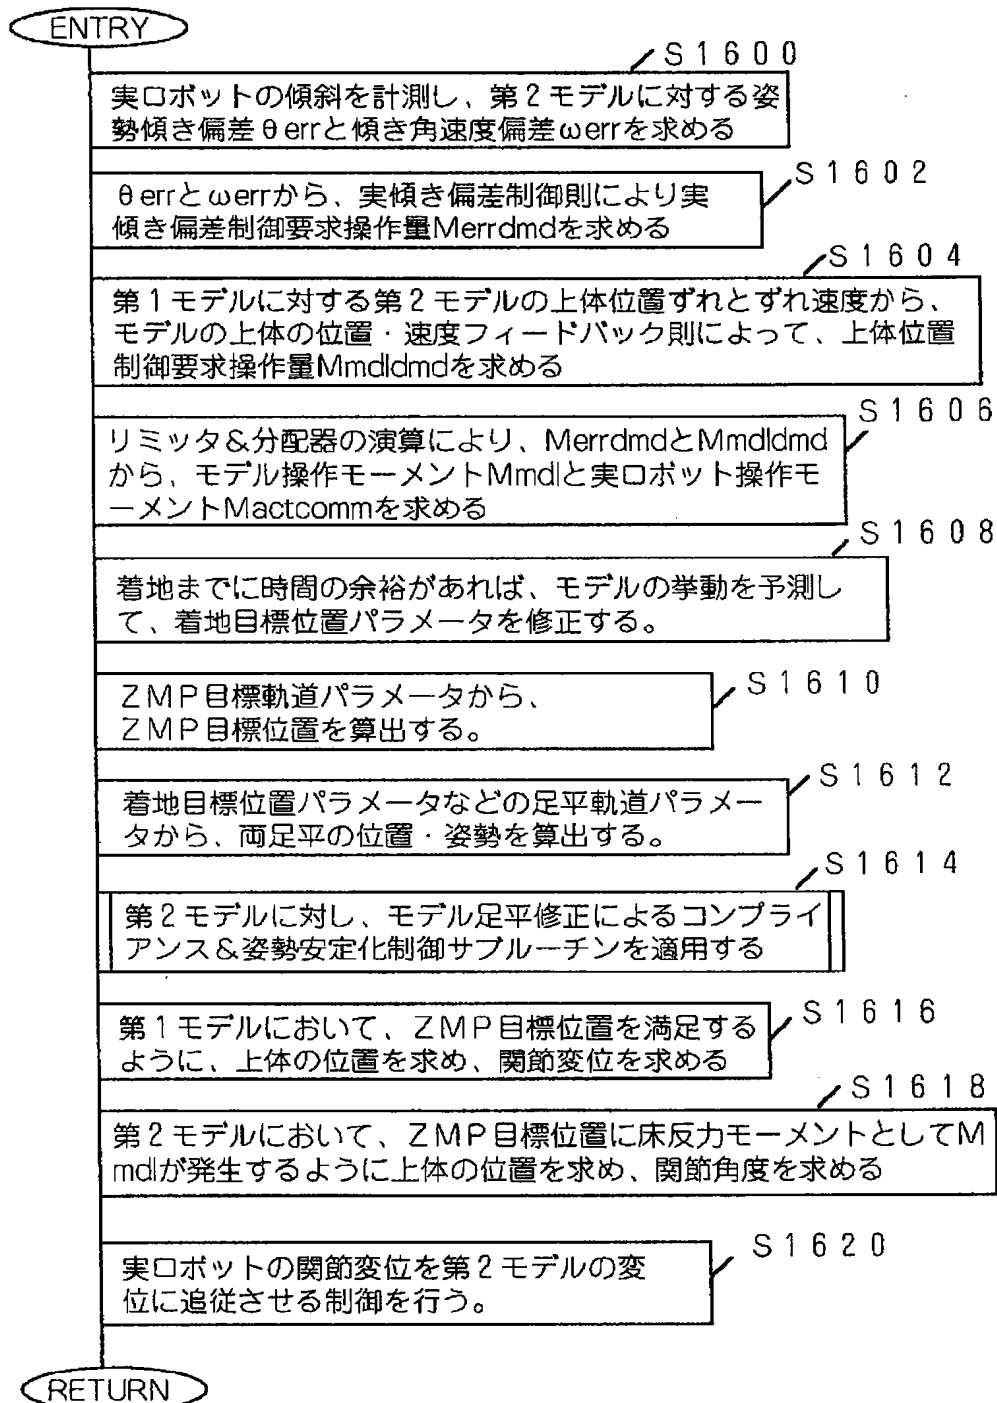 ENTRY
S1600
実ロボットの傾斜を計測し、第2モデルに対する姿
勢傾き偏差θerrと傾き角速度偏差ωerrを求める
S1602
θerrとωerrから、実傾き偏差制御則により実
傾き偏差制御要求操作量Merrdmdを求める
S1604
第1モデルに対する第2モデルの上体位置ずれとずれ速度から、
モデルの上体の位置・速度フィードバック則によって、上体位置
制御要求操作量Mmdldmdを求める
S1606
リミッタ&分配器の演算により、MerrdmdとMmdldmd
から、モデル操作モーメントMmdlと実ロボット操作モ
ーメントMactcommを求める
S1608
着地までに時間の余裕があれば、モデルの挙動を予測し
て、着地目標位置パラメータを修正する。
S1610
ZMP目標軌道パラメータから、
ZMP目標位置を算出する。
S1612
着地目標位置パラメータなどの足平軌道パラメー
タから、両足平の位置・姿勢を算出する。
S1614
第2モデルに対し、モデル足平修正によるコンプライ
アンス&姿勢安定化制御サブルーチンを適用する
S1616
第1モデルにおいて、ZMP目標位置を満足する
ように、上体の位置を求め、関節変位を求める
S1618
第2モデルにおいて、ZMP目標位置に床反力モーメントとしてM
mdlが発生するように上体の位置を求め、関節角度を求める
S1620
実ロボットの関節変位を第2モデルの変
位に追従させる制御を行う。
RETURN